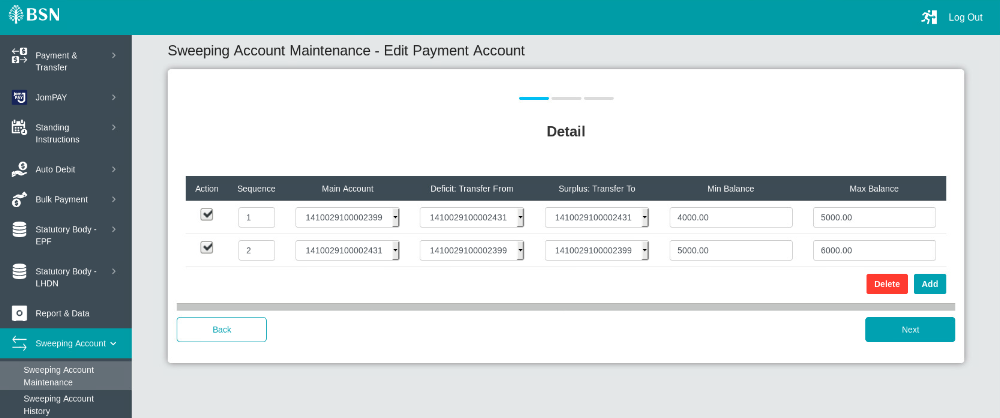 BSN
Log Out
Payment &
Transfer
JomPAY
Standing
Instructions
Auto Debit
Bulk Payment
Statutory Body -
EPF
Statutory Body -
LHDN
Report & Data
Sweeping Account
Sweeping Account
Maintenance
Sweeping Account
History
Sweeping Account Maintenance - Edit Payment Account
Detail
Action Sequence Main Account Deficit: Transfer From Surplus: Transfer To Min Balance Max Balance
1 1410029100002399 1410029100002431 1410029100002431 4000.00 5000.00
2 1410029100002431 1410029100002399 1410029100002399 5000.00 6000.00
Delete Add
Back Next